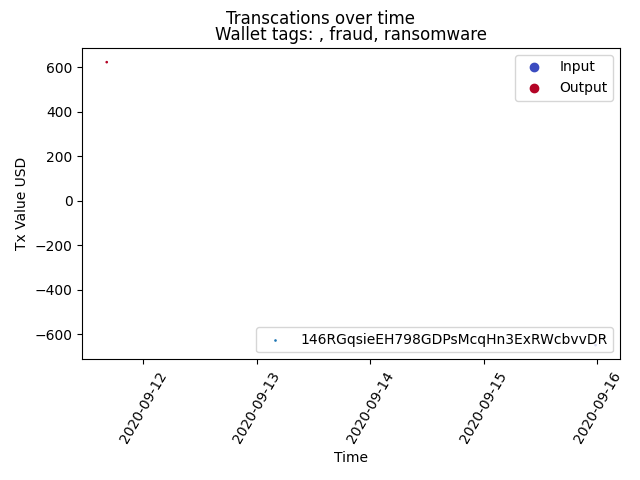 Transcations over time
Wallet tags: , fraud, ransomware
Input
Output
600
400
200
0
−200
−400
−600
Tx Value USD
146RGqsieEH798GDPsMcqHn3ExRWcbvvDR
2020-09-12
2020-09-13
2020-09-14
2020-09-15
2020-09-16
Time